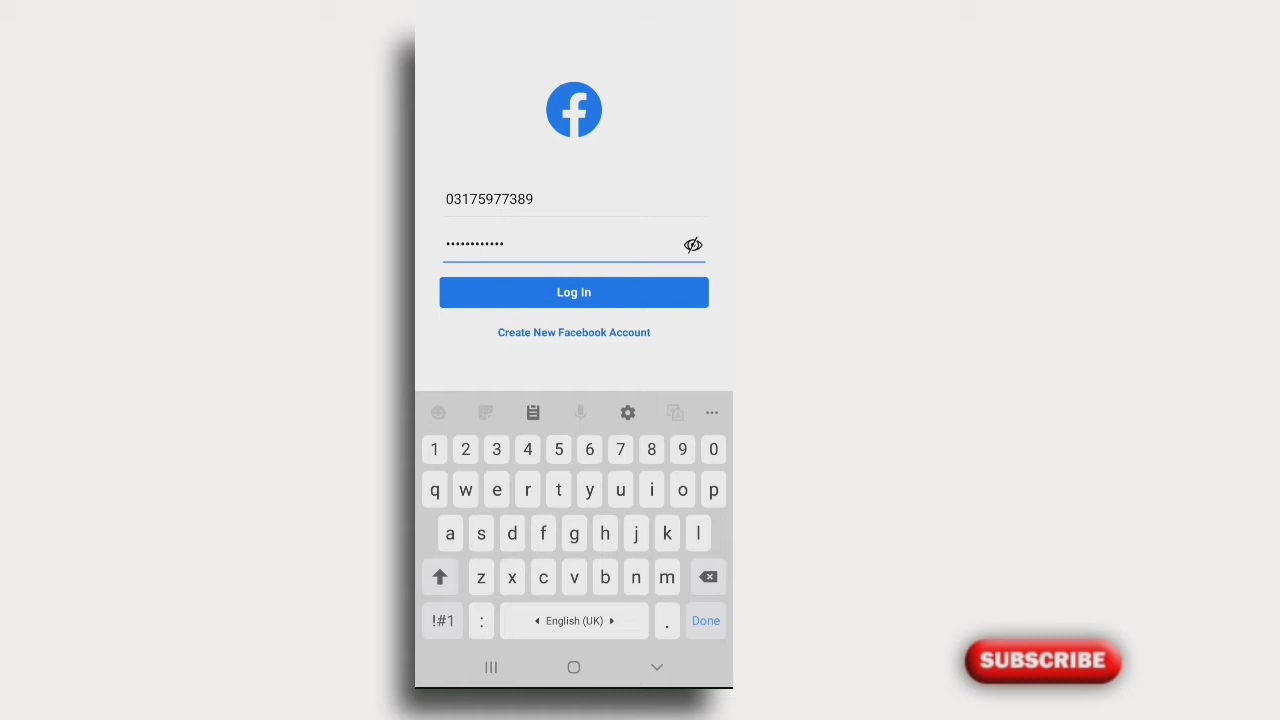 03175977389
••••••••••••
Log In
Create New Facebook Account
1 2 3 4 5 6 7 8 9 0
q w e r t y u i o p
a s d f g h j k l
z x c v b n m
!#1 : English (UK) . Done
SUBSCRIBE